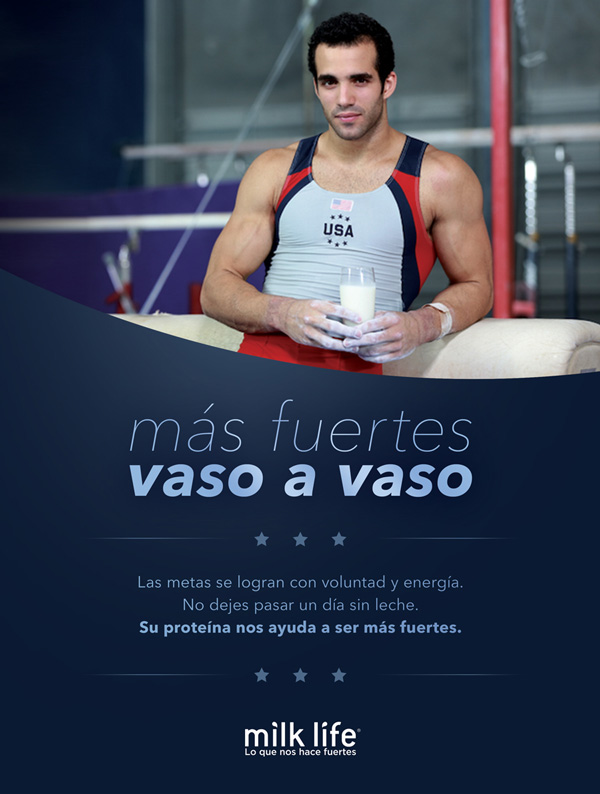 USA
más fuertes
vaso a vaso
Las metas se logran con voluntad y energía.
No dejes pasar un día sin leche.
Su proteína nos ayuda a ser más fuertes.
milk life®
Lo que nos hace fuertes